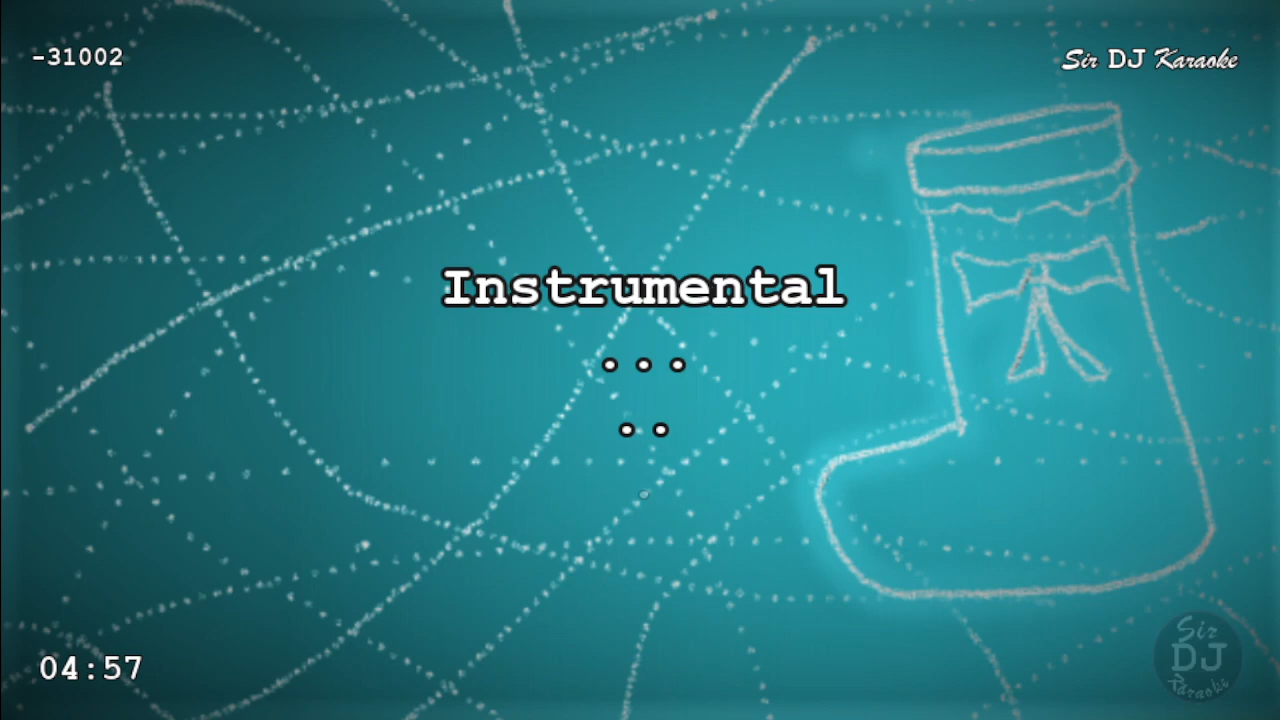 -31002
Sir DJ Karaoke
Instrumental
• • •
• •
•
04:57
Sir
DJ
Karaoke